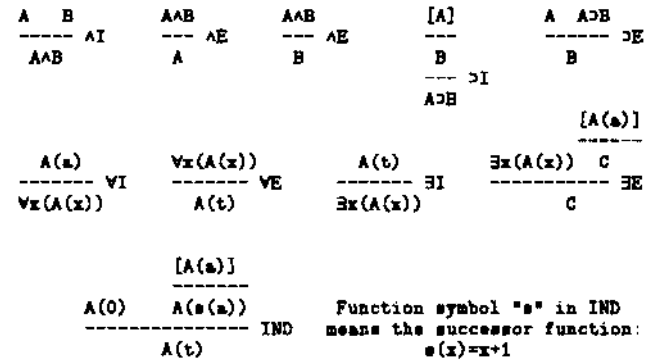 A B A∧B A∧B [A] A A⊃B
----- ∧I --- ∧E --- ∧E --- ------ ⊃E
A∧B A B B B
--- ⊃I
A⊃B
[A(a)]
------
A(a) ∀x(A(x)) A(t) ∃x(A(x)) C
------- ∀I ------- ∀E ------- ∃I ----------- ∃E
∀x(A(x)) A(t) ∃x(A(x)) C
[A(a)]
-------
A(0) A(s(a)) Function symbol "s" in IND
--------------- IND means the successor function:
A(t) s(x)=x+1